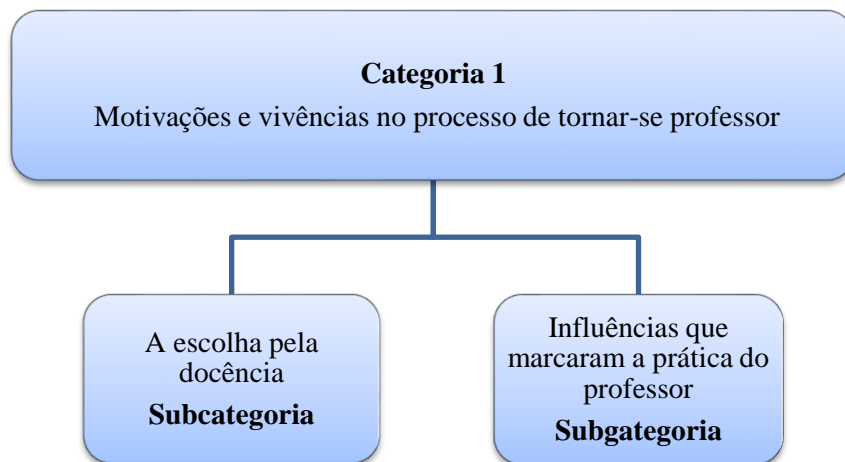 Categoria 1
Motivações e vivências no processo de tornar-se professor
A escolha pela
docência
Subcategoria
Influências que
marcaram a prática do
professor
Subgategoria